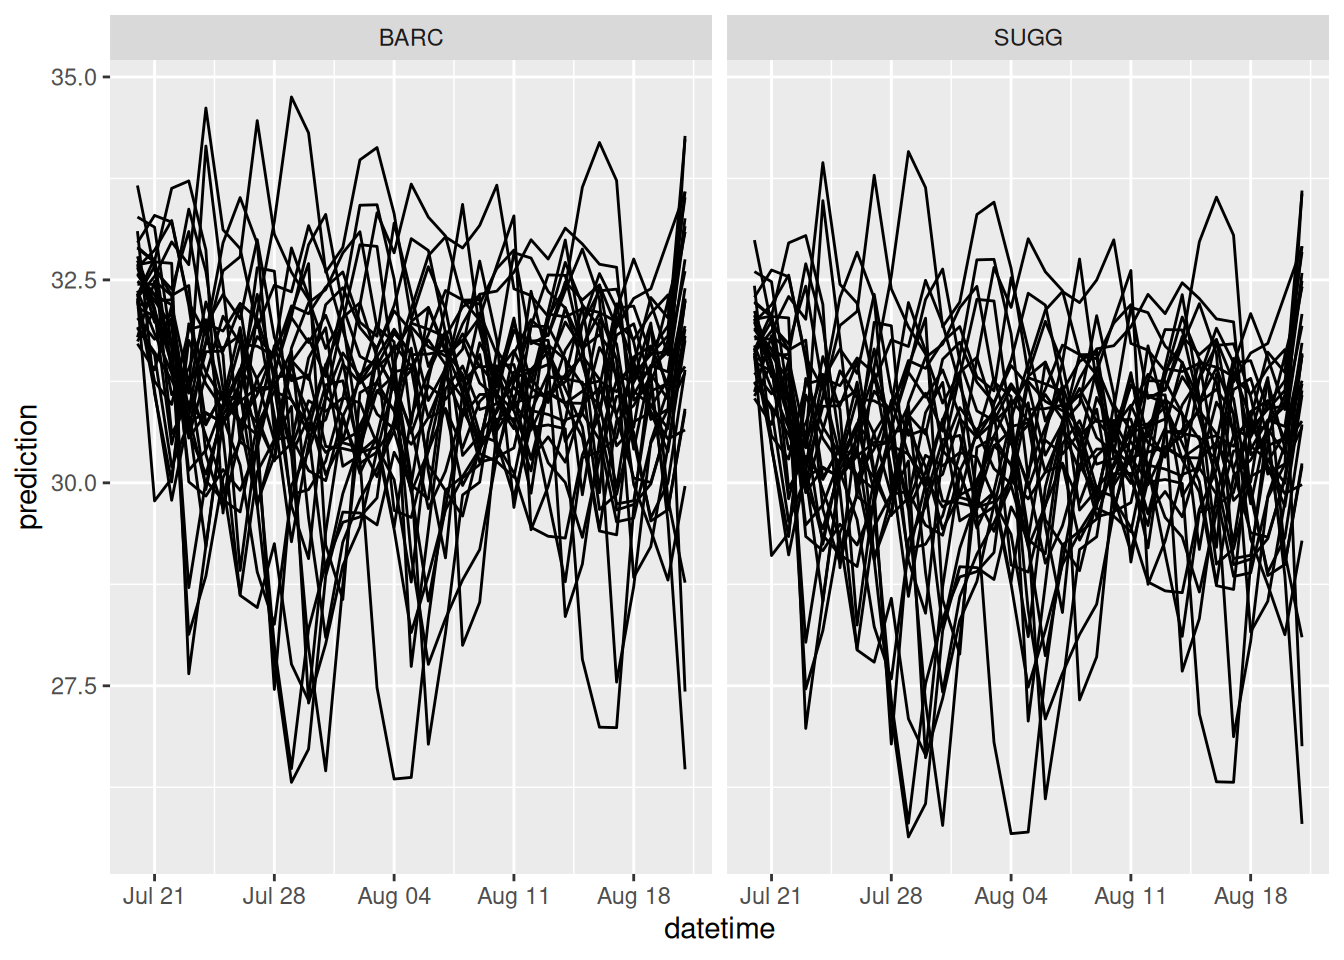 BARC
SUGG
prediction
35.0
32.5
30.0
27.5
Jul 21
Jul 28
Aug 04
Aug 11
Aug 18
Jul 21
Jul 28
Aug 04
Aug 11
Aug 18
datetime